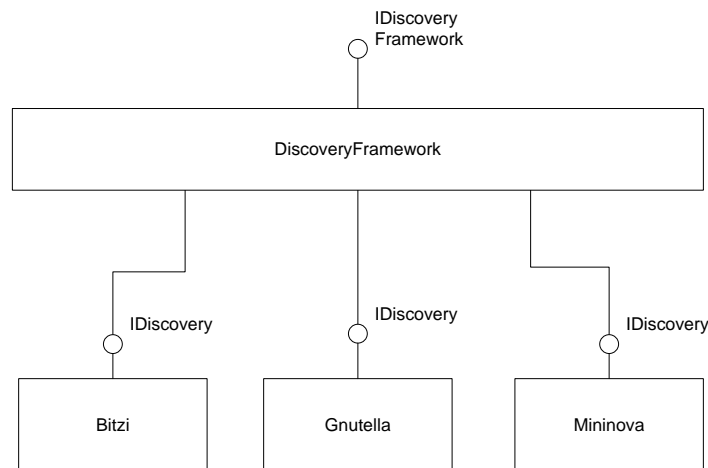 IDiscovery
Framework
DiscoveryFramework
IDiscovery
IDiscovery
IDiscovery
Bitzi
Gnutella
Mininova